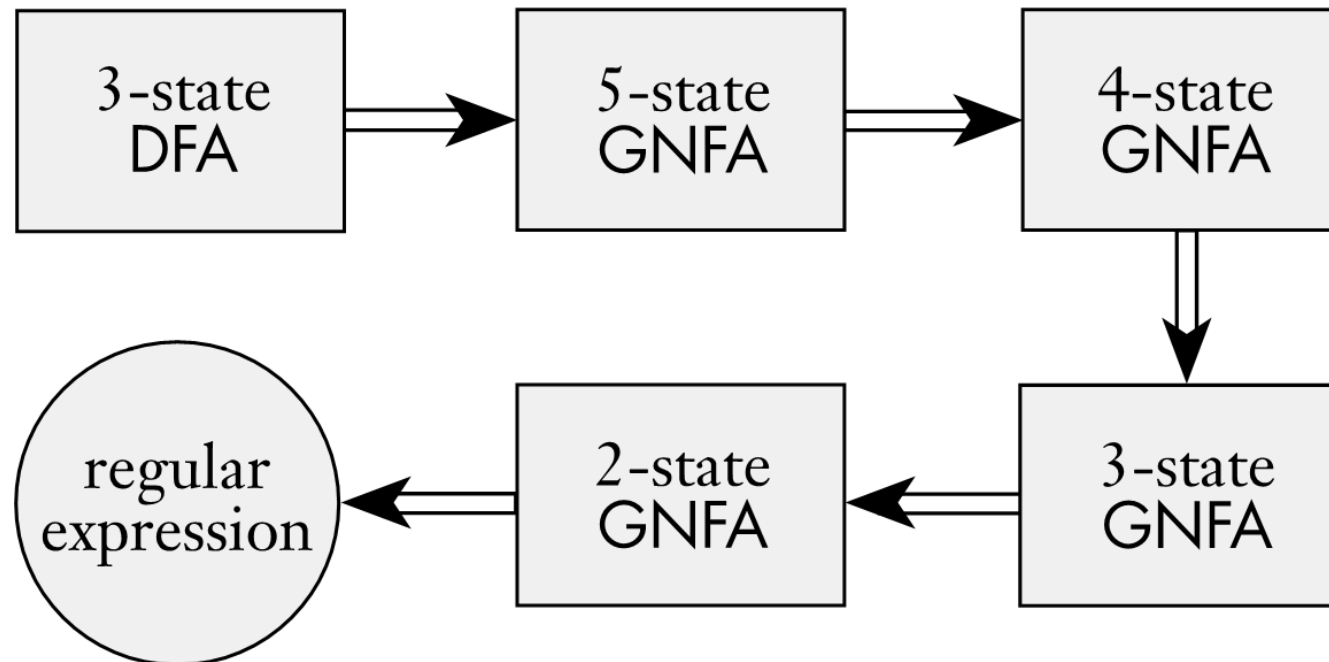 3-state
DFA
5-state
GNFA
4-state
GNFA
3-state
GNFA
2-state
GNFA
regular
expression